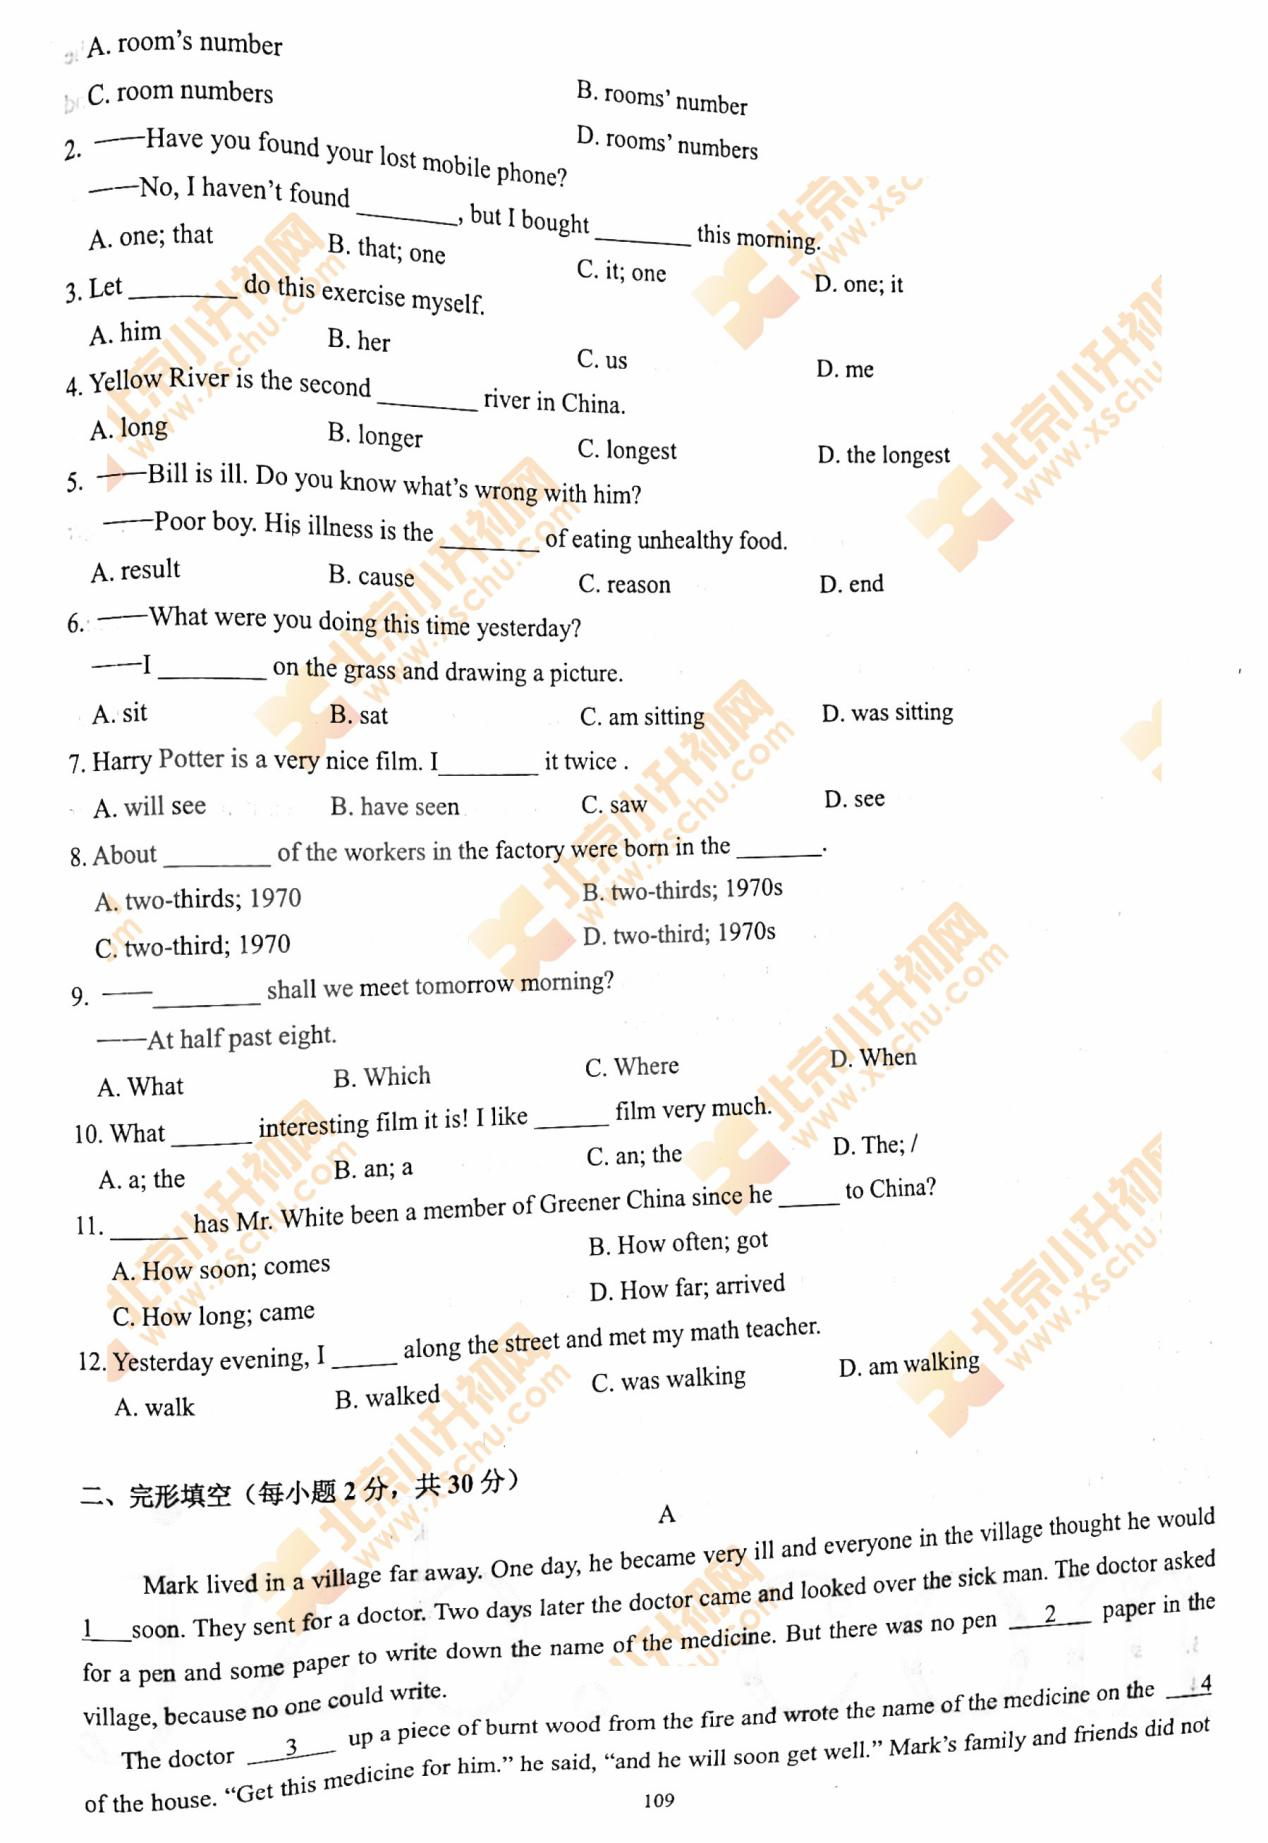 A. room's number
B. rooms' number
C. room numbers
D. rooms' numbers
2. ——Have you found your lost mobile phone?
——No, I haven't found ________, but I bought ________ this morning.
A. one; that B. that; one C. it; one D. one; it
3. Let ________ do this exercise myself.
A. him B. her C. us D. me
4. Yellow River is the second ________ river in China.
A. long B. longer C. longest D. the longest
5. ——Bill is ill. Do you know what's wrong with him?
——Poor boy. His illness is the ________ of eating unhealthy food.
A. result B. cause C. reason D. end
6. ——What were you doing this time yesterday?
——I ________ on the grass and drawing a picture.
A. sit B. sat C. am sitting D. was sitting
7. Harry Potter is a very nice film. I________ it twice .
A. will see B. have seen C. saw D. see
8. About ________ of the workers in the factory were born in the ________.
A. two-thirds; 1970 B. two-thirds; 1970s
C. two-third; 1970 D. two-third; 1970s
9. ——________ shall we meet tomorrow morning?
——At half past eight.
A. What B. Which C. Where D. When
10. What ______ interesting film it is! I like ______ film very much.
A. a; the B. an; a C. an; the D. The; /
11. ______ has Mr. White been a member of Greener China since he _____ to China?
A. How soon; comes B. How often; got
C. How long; came D. How far; arrived
12. Yesterday evening, I _____ along the street and met my math teacher.
A. walk B. walked C. was walking D. am walking
二、完形填空（每小题 2 分，共 30 分）
A
Mark lived in a village far away. One day, he became very ill and everyone in the village thought he would
1 soon. They sent for a doctor. Two days later the doctor came and looked over the sick man. The doctor asked
for a pen and some paper to write down the name of the medicine. But there was no pen 2 paper in the
village, because no one could write.
The doctor 3 up a piece of burnt wood from the fire and wrote the name of the medicine on the 4
of the house. “Get this medicine for him.” he said, “and he will soon get well.” Mark's family and friends did not
109
北京小升初网
www.xschu.com